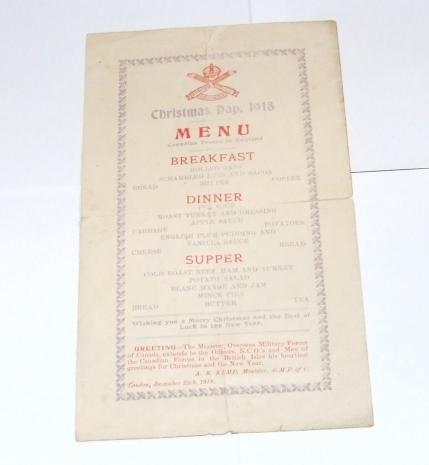 Christmas Day, 1918
MENU
Canadian Troops in England
BREAKFAST
ROLLED OATS
SCRAMBLED EGGS AND BACON
BREAD BUTTER COFFEE
DINNER
PEA SOUP
ROAST TURKEY AND DRESSING
APPLE SAUCE
CABBAGE POTATOES
ENGLISH PLUM PUDDING AND
VANILLA SAUCE
CHEESE BREAD
SUPPER
COLD ROAST BEEF, HAM AND TURKEY
POTATO SALAD
BLANC MANGE AND JAM
MINCE PIES
BREAD BUTTER TEA
Wishing you a Merry Christmas and the Best of
Luck in the New Year.
GREETING—The Minister, Overseas Military Forces
of Canada, extends to the Officers, N.C.O's and Men of
the Canadian Forces in the British Isles his heartiest
greetings for Christmas and the New Year.
A. E. KEMP, Minister, O.M.F. of C.
London, December 25th, 1918.